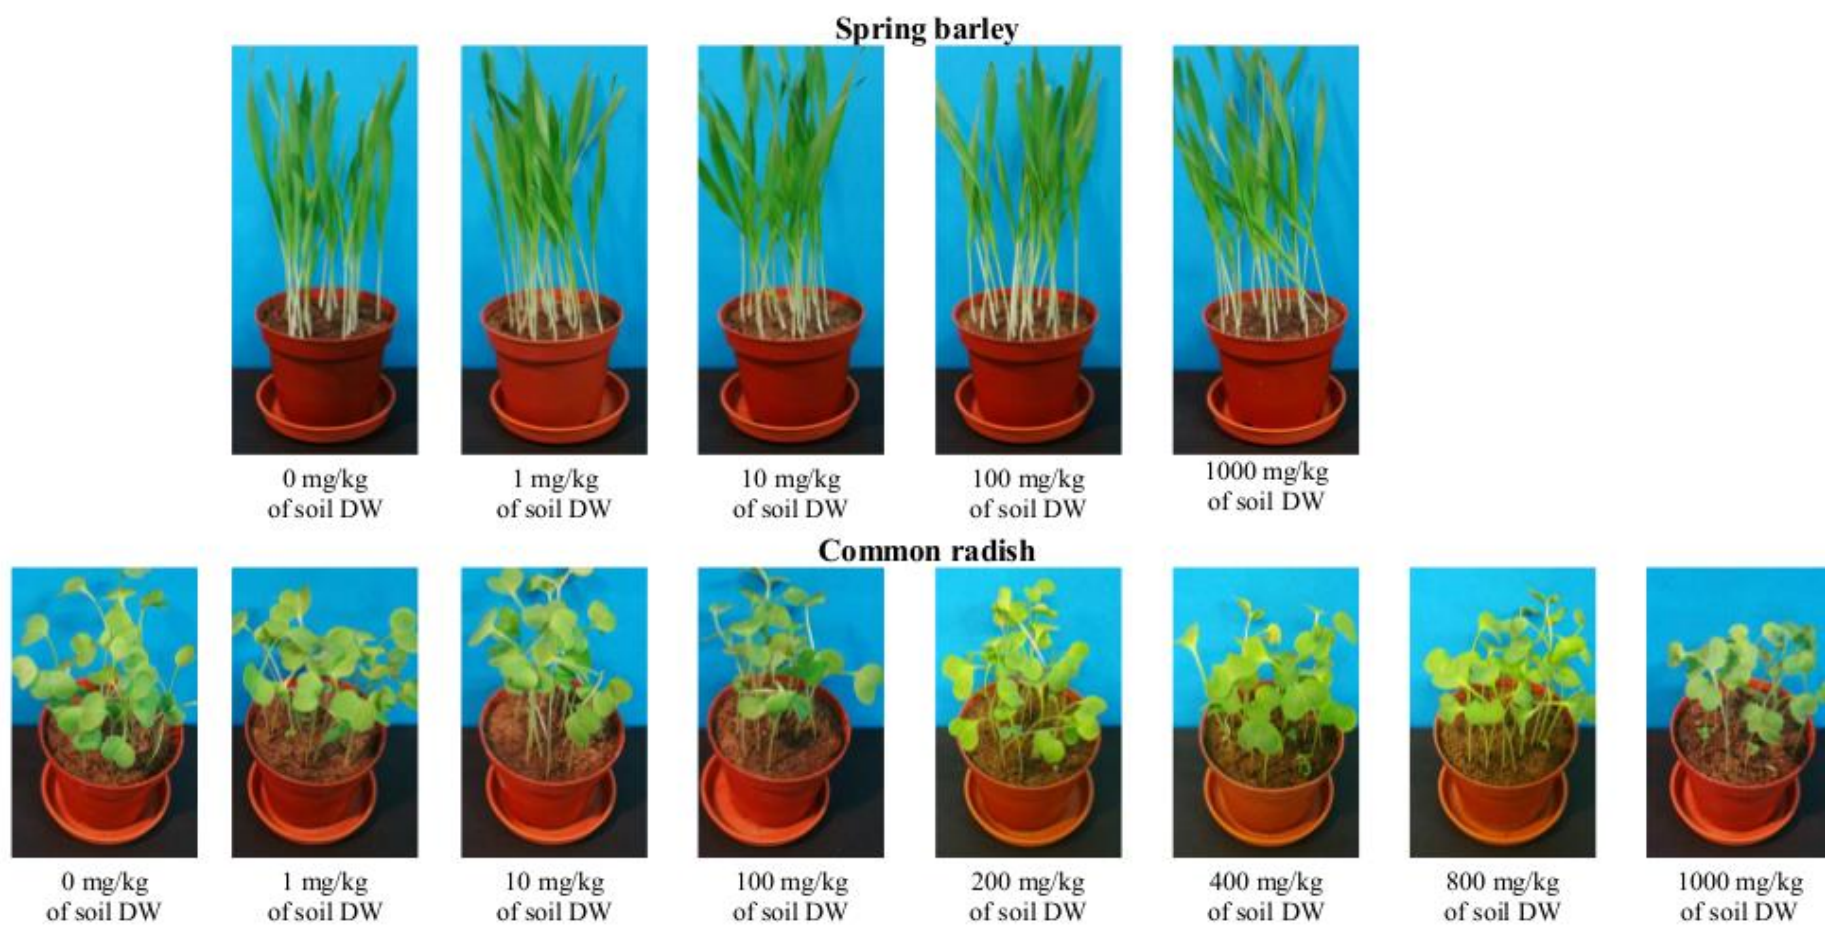 Spring barley
0 mg/kg
of soil DW
1 mg/kg
of soil DW
10 mg/kg
of soil DW
100 mg/kg
of soil DW
1000 mg/kg
of soil DW
Common radish
0 mg/kg
of soil DW
1 mg/kg
of soil DW
10 mg/kg
of soil DW
100 mg/kg
of soil DW
200 mg/kg
of soil DW
400 mg/kg
of soil DW
800 mg/kg
of soil DW
1000 mg/kg
of soil DW